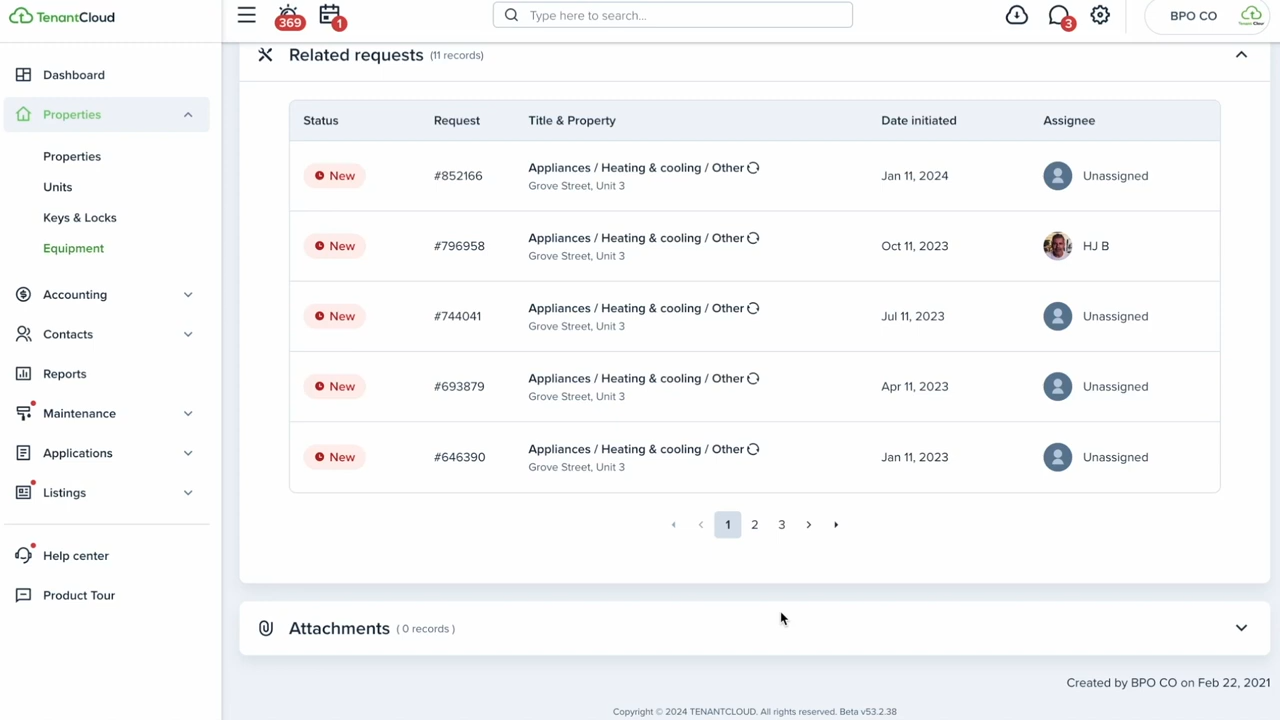 TenantCloud
369
1
Type here to search...
3
BPO CO
Dashboard
Properties
Properties
Units
Keys & Locks
Equipment
Accounting
Contacts
Reports
Maintenance
Applications
Listings
Help center
Product Tour
Related requests (11 records)
Status Request Title & Property Date initiated Assignee
New #852166 Appliances / Heating & cooling / Other Jan 11, 2024 Unassigned
Grove Street, Unit 3
New #796958 Appliances / Heating & cooling / Other Oct 11, 2023 HJ B
Grove Street, Unit 3
New #744041 Appliances / Heating & cooling / Other Jul 11, 2023 Unassigned
Grove Street, Unit 3
New #693879 Appliances / Heating & cooling / Other Apr 11, 2023 Unassigned
Grove Street, Unit 3
New #646390 Appliances / Heating & cooling / Other Jan 11, 2023 Unassigned
Grove Street, Unit 3
1 2 3
Attachments ( 0 records )
Created by BPO CO on Feb 22, 2021
Copyright © 2024 TENANTCLOUD. All rights reserved. Beta v53.2.38